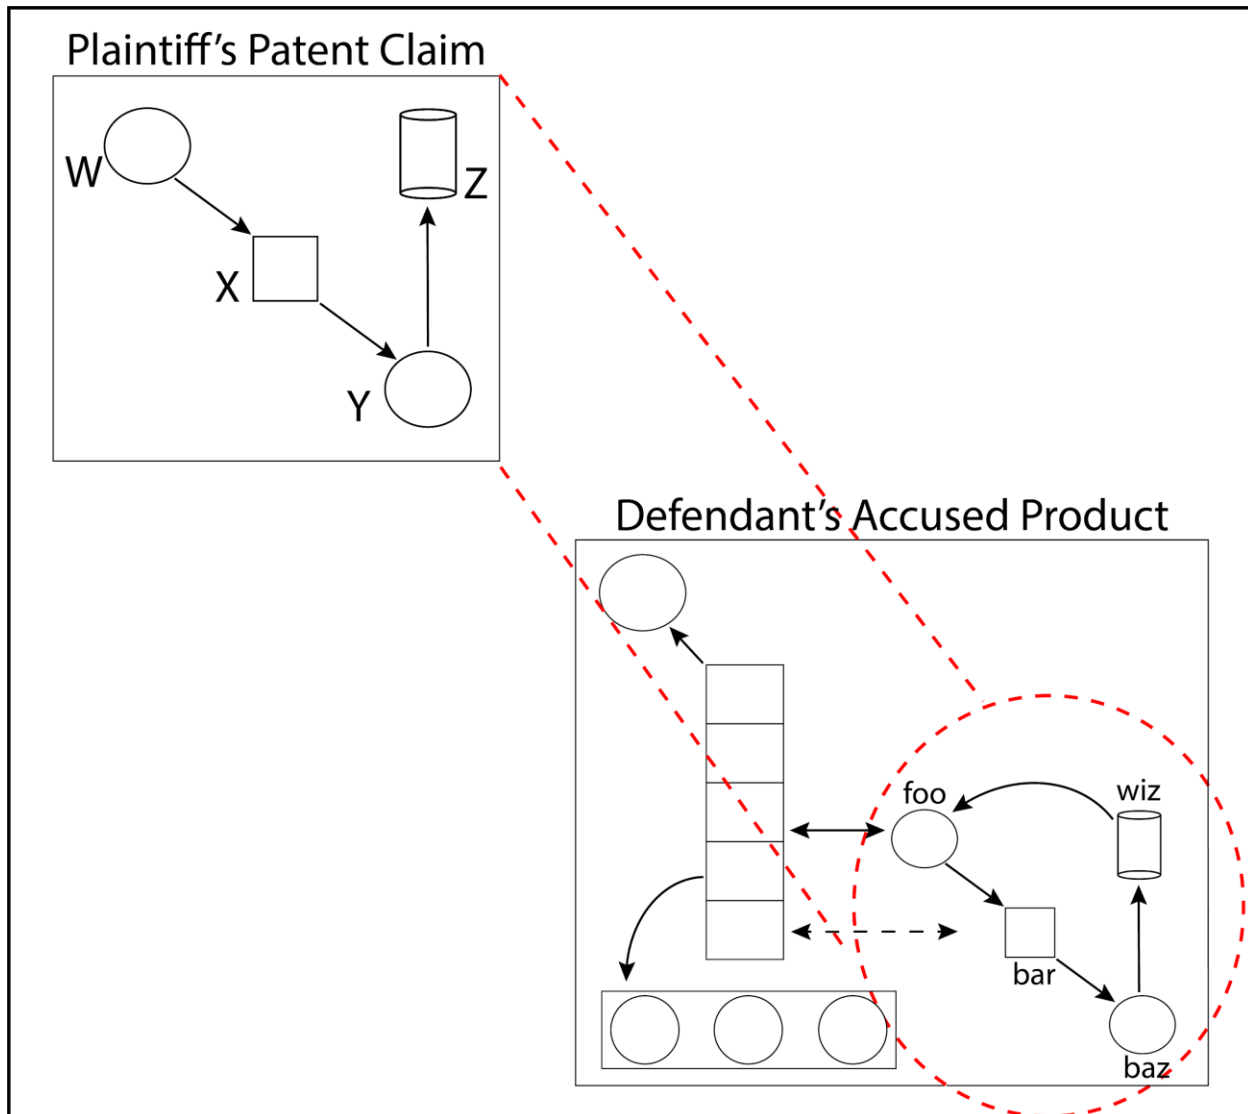 Plaintiff’s Patent Claim
W
Z
X
Y
Defendant’s Accused Product
foo
wiz
bar
baz